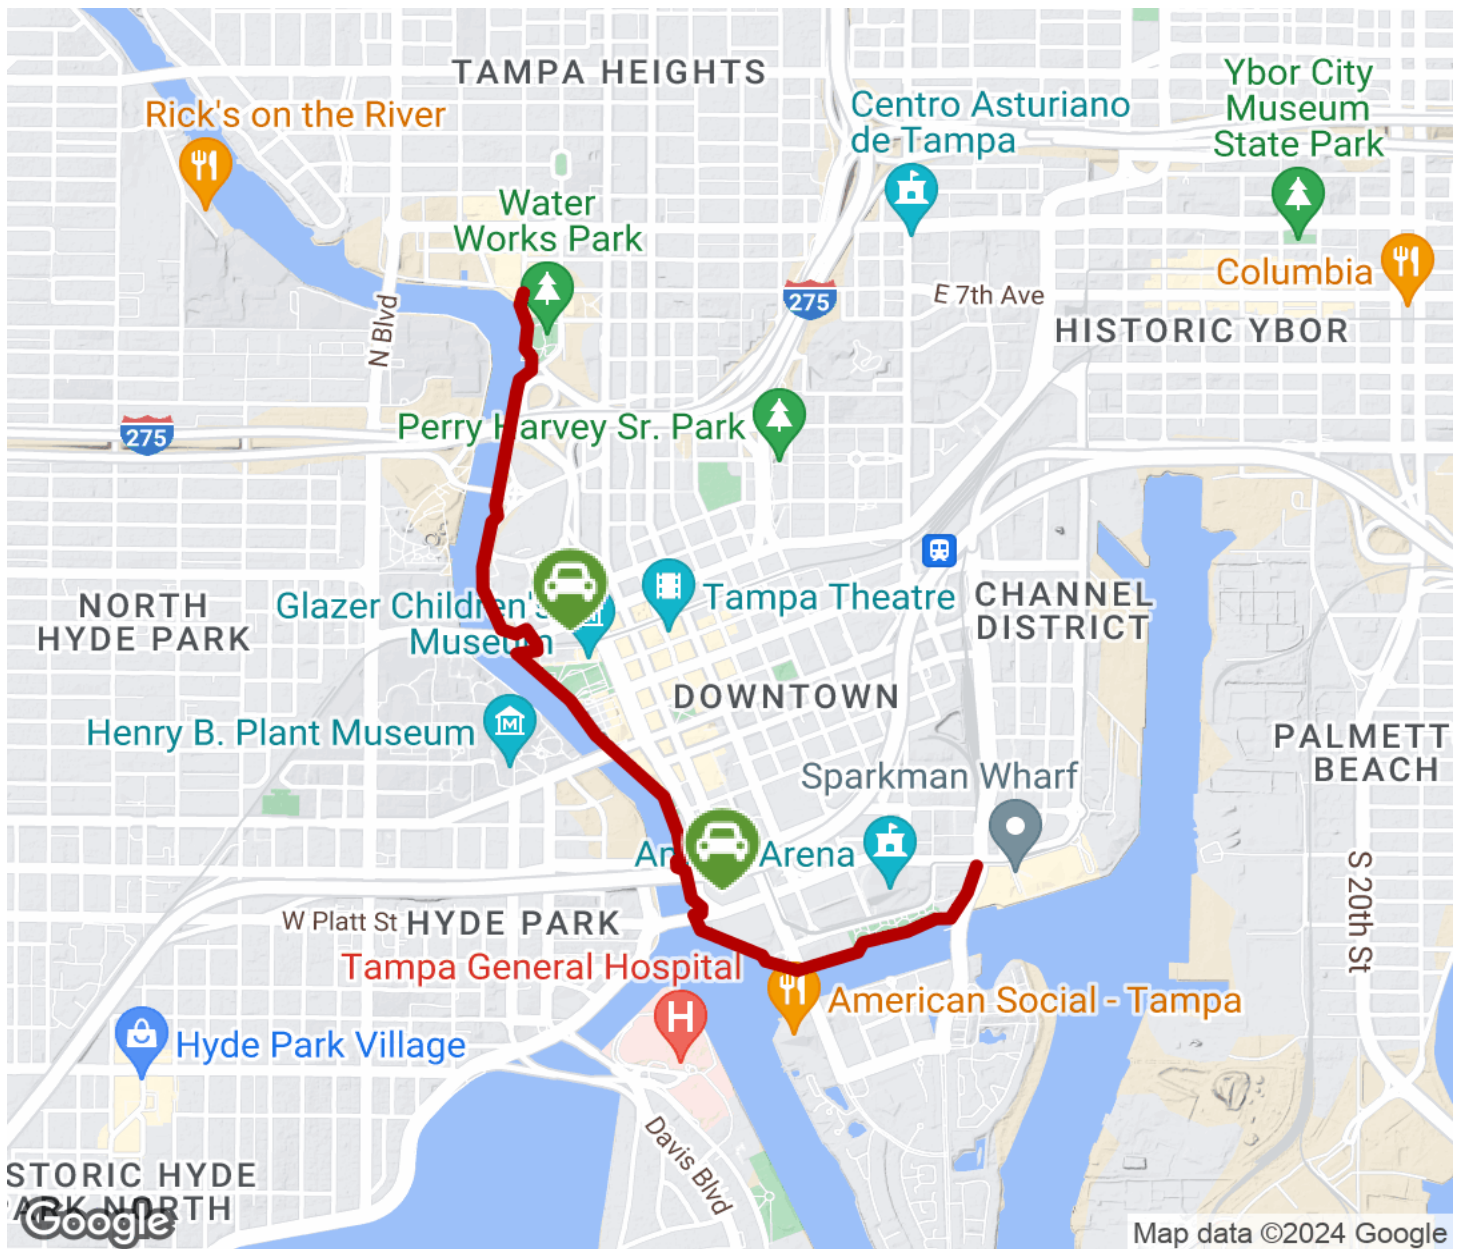 TAMPA HEIGHTS
Ybor City
Museum
State Park
Rick's on the River
Centro Asturiano
de Tampa
Water
Works Park
275
E 7th Ave
Columbia
N Blvd
HISTORIC YBOR
275
Perry Harvey Sr. Park
NORTH
HYDE PARK
Glazer Children's
Museum
Tampa Theatre
CHANNEL
DISTRICT
DOWNTOWN
Henry B. Plant Museum
M
PALMETT
BEACH
Sparkman Wharf
Arena
S 20th St
W Platt St
HYDE PARK
Tampa General Hospital
H
American Social - Tampa
Hyde Park Village
Davis Blvd
STORIC HYDE
PARK NORTH
Google
Map data ©2024 Google